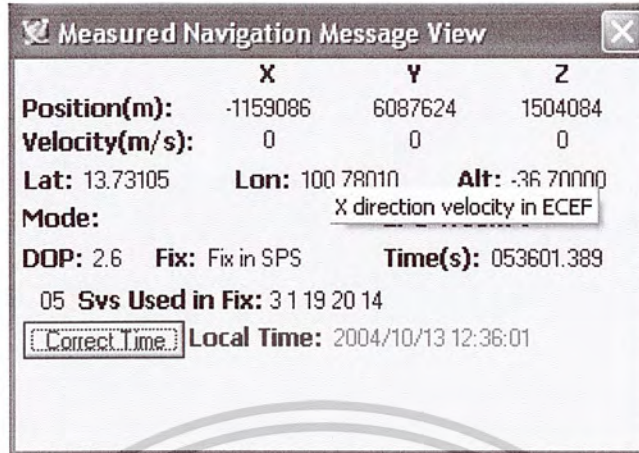 Measured Navigation Message View
X Y Z
Position(m): -1159086 6087624 1504084
Velocity(m/s): 0 0 0
Lat: 13.73105 Lon: 100.78010 Alt: -36.70000
Mode:
X direction velocity in ECEF
DOP: 2.6 Fix: Fix in SPS Time(s): 053601.389
05 Svs Used in Fix: 3 1 19 20 14
Correct Time Local Time: 2004/10/13 12:36:01